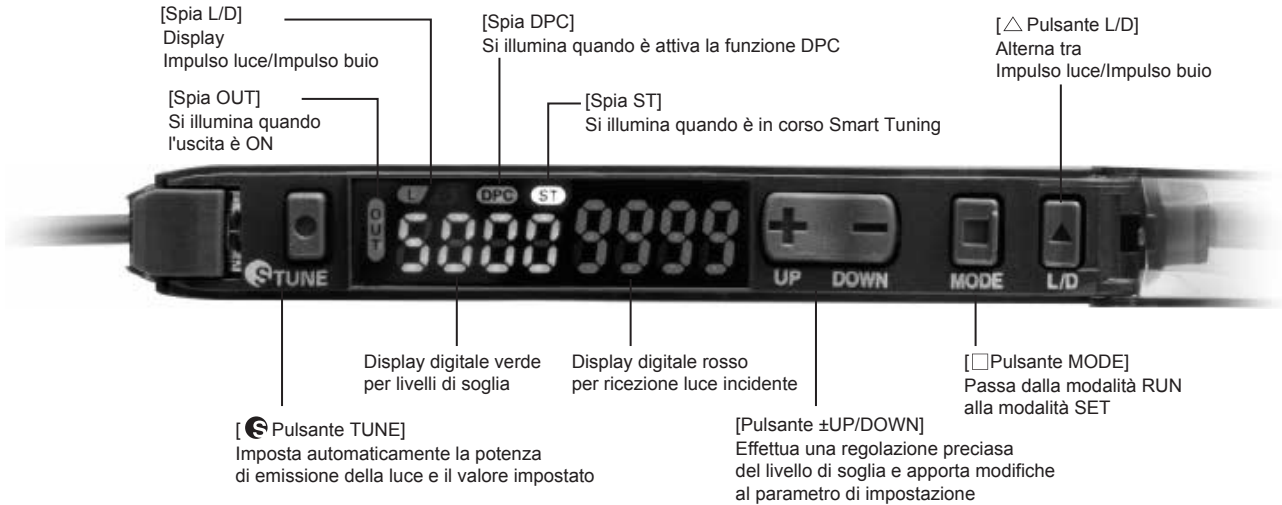 [Spia L/D]
Display
Impulso luce/Impulso buio
[Spia DPC]
Si illumina quando è attiva la funzione DPC
[△ Pulsante L/D]
Alterna tra
Impulso luce/Impulso buio
[Spia OUT]
Si illumina quando
l'uscita è ON
[Spia ST]
Si illumina quando è in corso Smart Tuning
L
DPC
ST
OUT
5000
9999
S TUNE
UP
DOWN
MODE
L/D
Display digitale verde
per livelli di soglia
Display digitale rosso
per ricezione luce incidente
[□Pulsante MODE]
Passa dalla modalità RUN
alla modalità SET
[ S Pulsante TUNE]
Imposta automaticamente la potenza
di emissione della luce e il valore impostato
[Pulsante ±UP/DOWN]
Effettua una regolazione preciasa
del livello di soglia e apporta modifiche
al parametro di impostazione